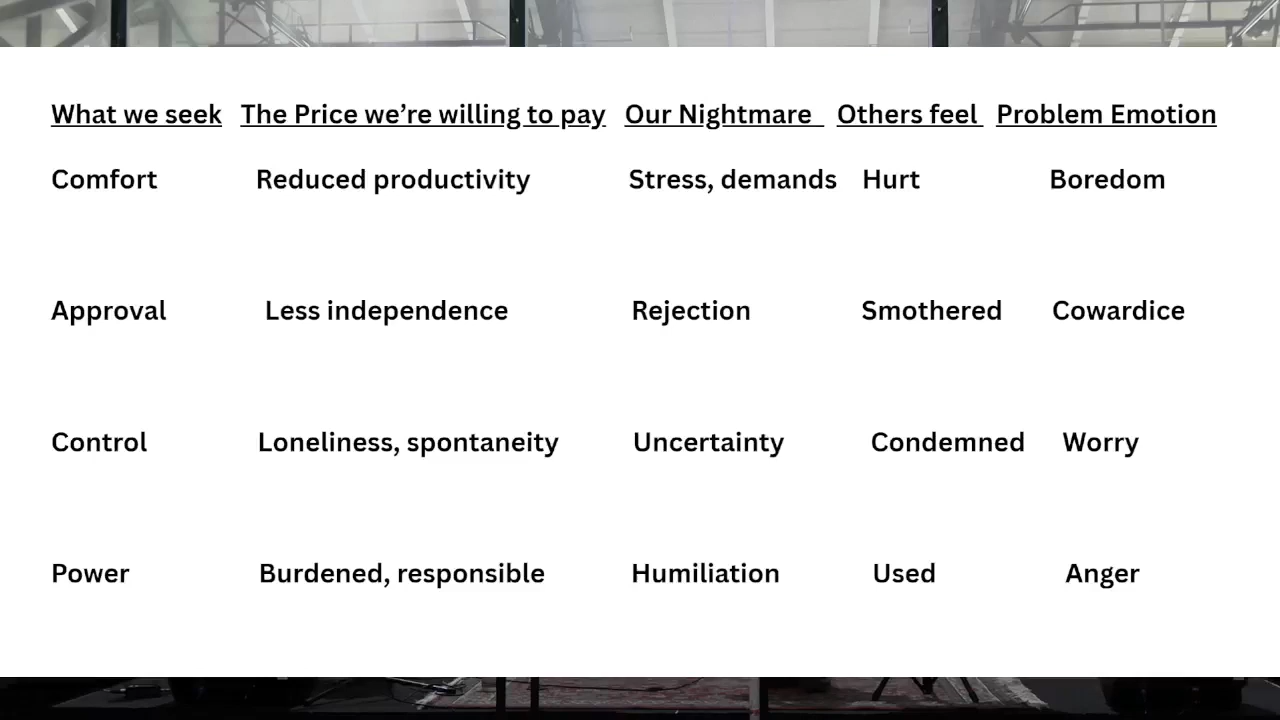 What we seek The Price we’re willing to pay Our Nightmare Others feel Problem Emotion
Comfort Reduced productivity Stress, demands Hurt Boredom
Approval Less independence Rejection Smothered Cowardice
Control Loneliness, spontaneity Uncertainty Condemned Worry
Power Burdened, responsible Humiliation Used Anger